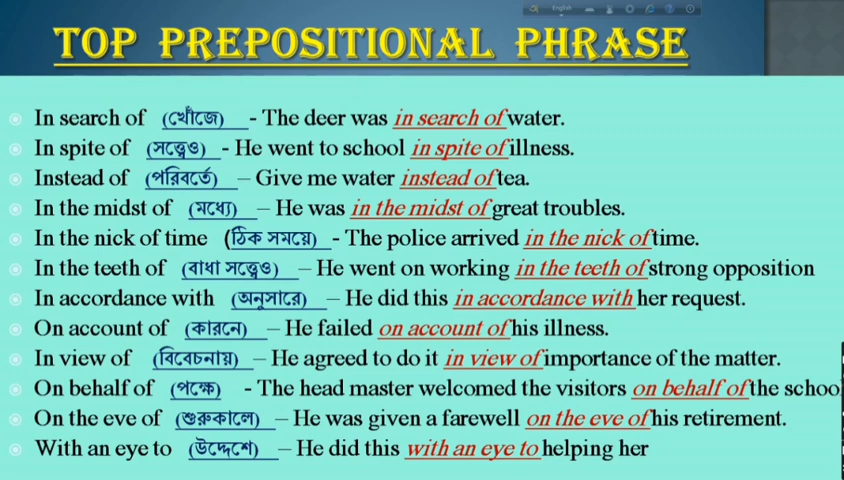 English
TOP PREPOSITIONAL PHRASE
In search of (খোঁজে) - The deer was in search of water.
In spite of (সত্ত্বেও) - He went to school in spite of illness.
Instead of (পরিবর্তে) – Give me water instead of tea.
In the midst of (মধ্যে) – He was in the midst of great troubles.
In the nick of time (ঠিক সময়ে) - The police arrived in the nick of time.
In the teeth of (বাধা সত্ত্বেও) – He went on working in the teeth of strong opposition
In accordance with (অনুসারে) – He did this in accordance with her request.
On account of (কারনে) – He failed on account of his illness.
In view of (বিবেচনায়) – He agreed to do it in view of importance of the matter.
On behalf of (পক্ষে) - The head master welcomed the visitors on behalf of the schoo
On the eve of (শুরুকালে) – He was given a farewell on the eve of his retirement.
With an eye to (উদ্দেশে) – He did this with an eye to helping her